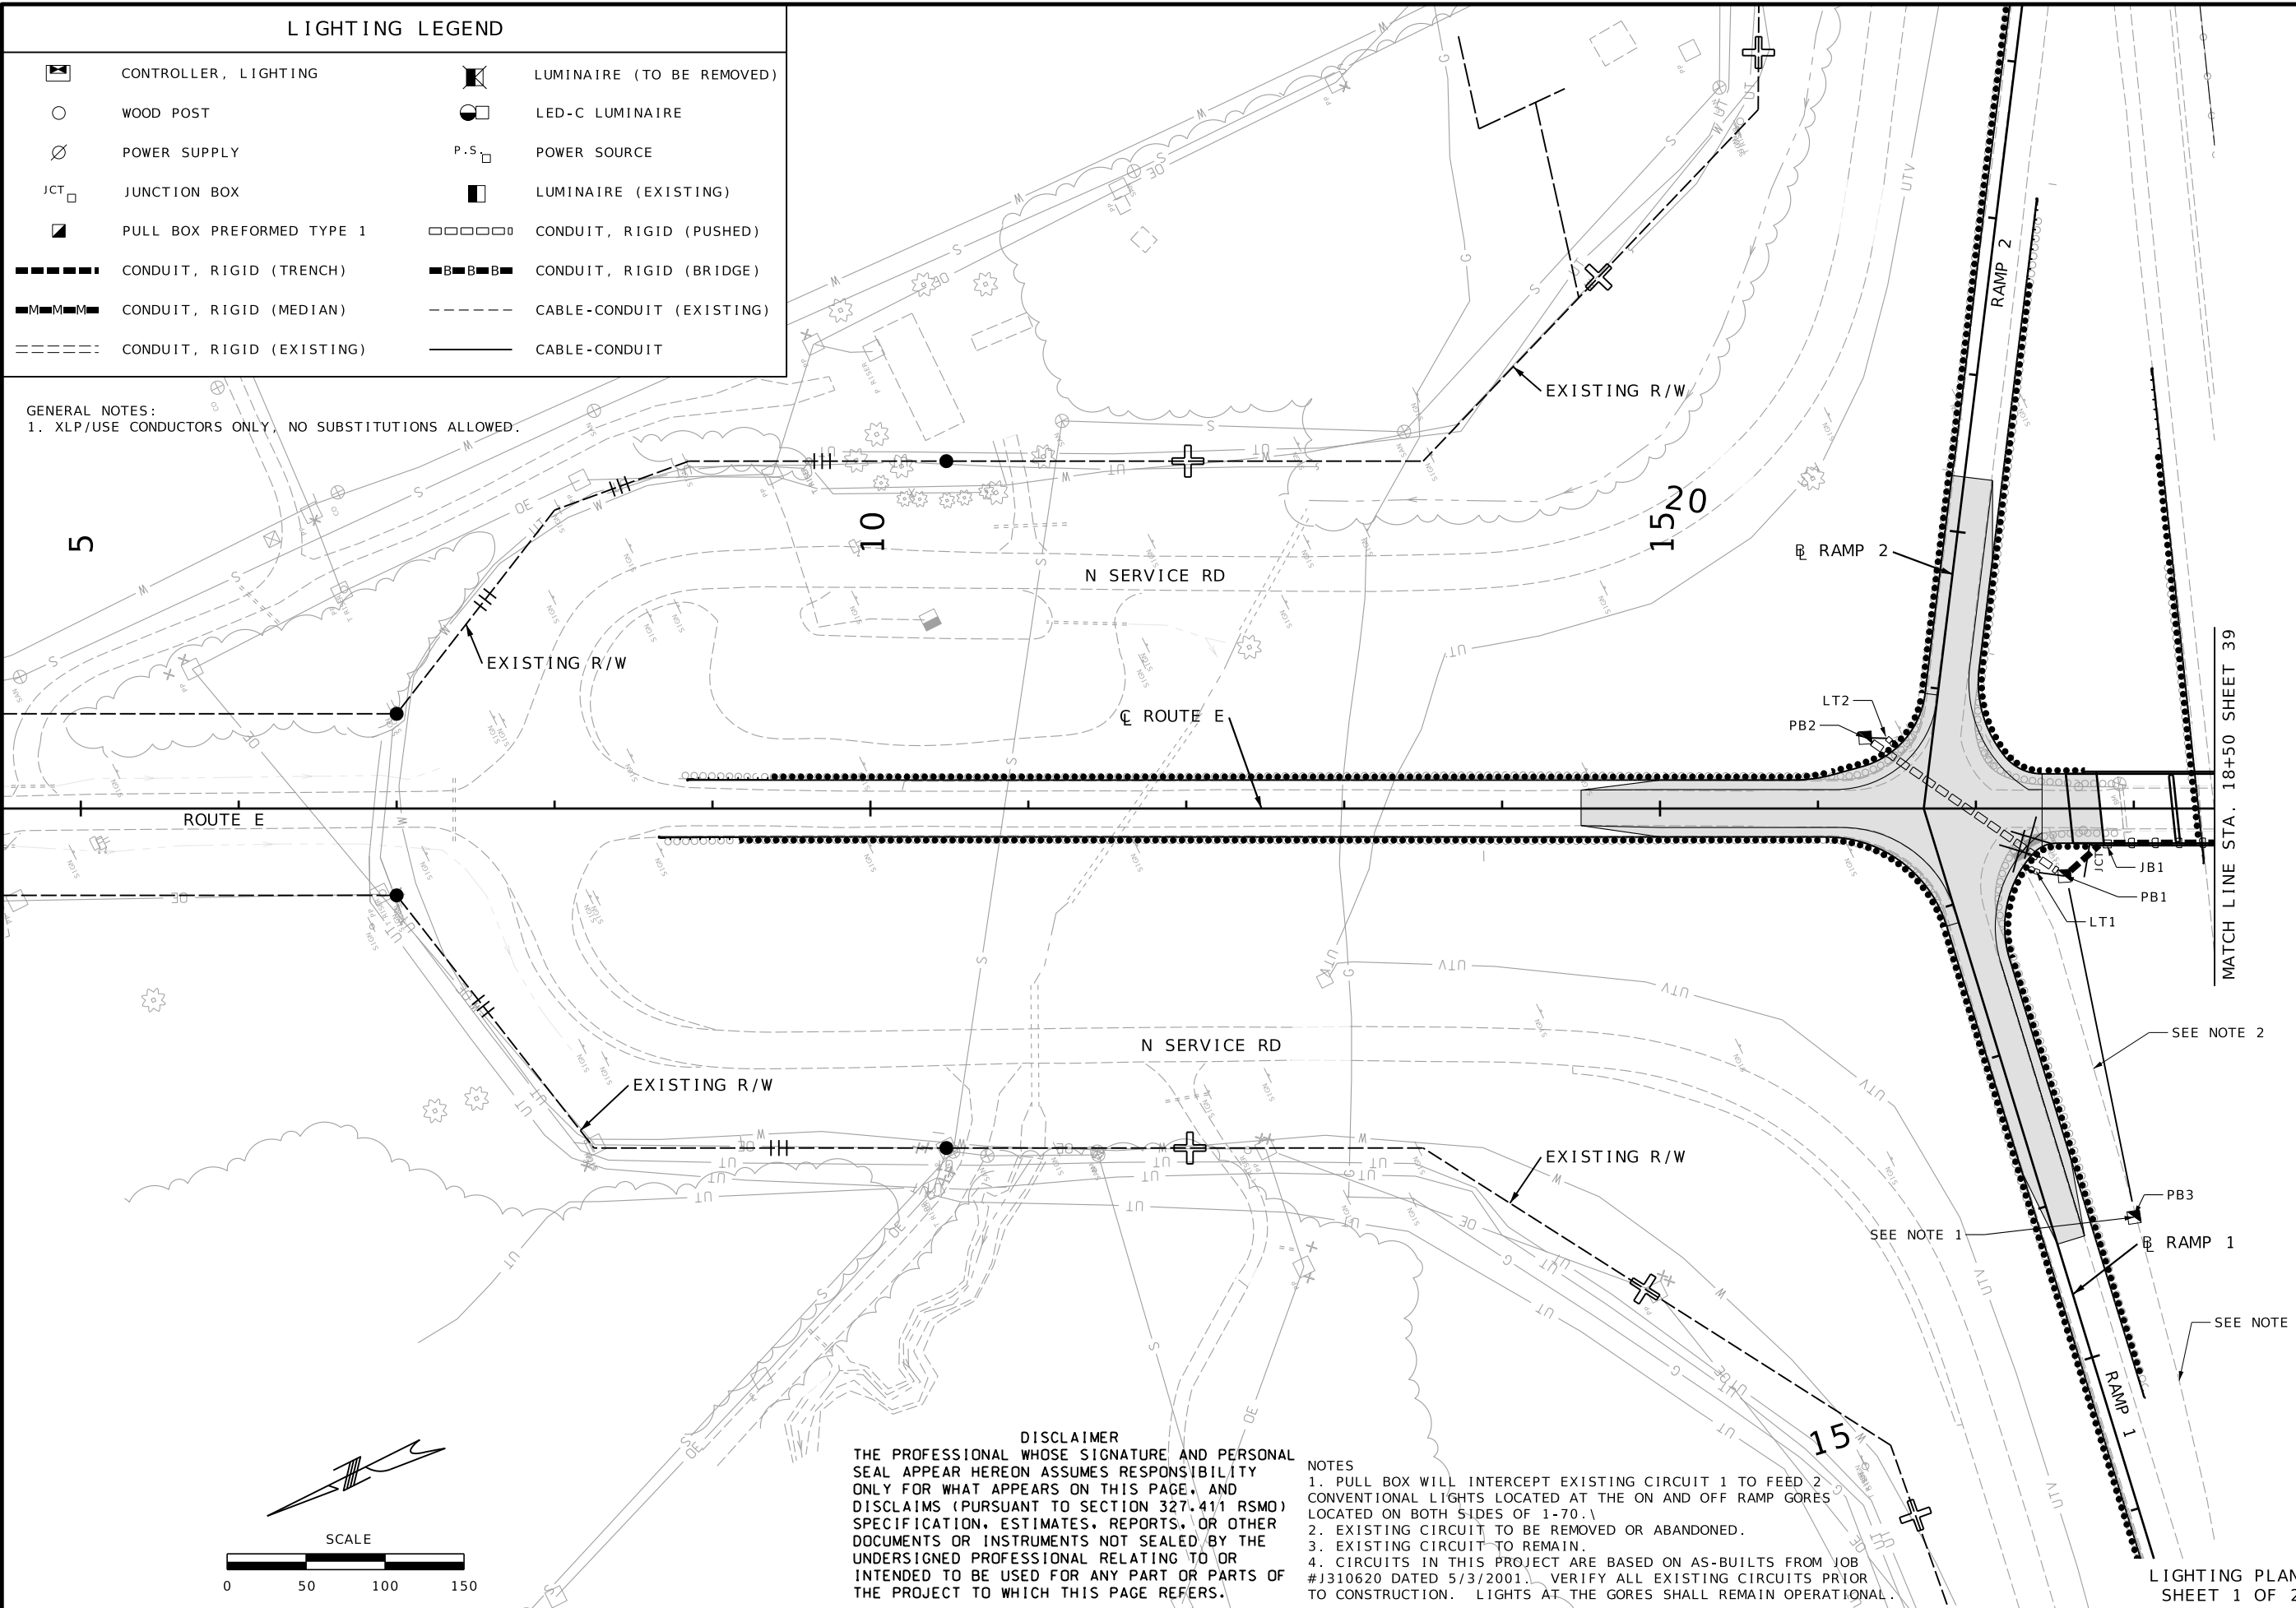 LIGHTING LEGEND
CONTROLLER, LIGHTING
LUMINAIRE (TO BE REMOVED)
WOOD POST
LED-C LUMINAIRE
POWER SUPPLY
P.S. POWER SOURCE
JCT JUNCTION BOX
LUMINAIRE (EXISTING)
PULL BOX PREFORMED TYPE 1
CONDUIT, RIGID (PUSHED)
CONDUIT, RIGID (TRENCH)
B B B CONDUIT, RIGID (BRIDGE)
M M M CONDUIT, RIGID (MEDIAN)
CABLE-CONDUIT (EXISTING)
CONDUIT, RIGID (EXISTING)
CABLE-CONDUIT
GENERAL NOTES:
1. XLP/USE CONDUCTORS ONLY, NO SUBSTITUTIONS ALLOWED.
RAMP 2
EXISTING R/W
5
10
15
20
℄ RAMP 2
N SERVICE RD
EXISTING R/W
LT2
PB2
℄ ROUTE E
ROUTE E
MATCH LINE STA. 18+50 SHEET 39
JCT
JB1
PB1
LT1
SEE NOTE 2
N SERVICE RD
EXISTING R/W
EXISTING R/W
PB3
SEE NOTE 1
℄ RAMP 1
SEE NOTE
RAMP 1
15
SCALE
0 50 100 150
DISCLAIMER
THE PROFESSIONAL WHOSE SIGNATURE AND PERSONAL
SEAL APPEAR HEREON ASSUMES RESPONSIBILITY
ONLY FOR WHAT APPEARS ON THIS PAGE, AND
DISCLAIMS (PURSUANT TO SECTION 327.411 RSMO)
SPECIFICATION, ESTIMATES, REPORTS, OR OTHER
DOCUMENTS OR INSTRUMENTS NOT SEALED BY THE
UNDERSIGNED PROFESSIONAL RELATING TO OR
INTENDED TO BE USED FOR ANY PART OR PARTS OF
THE PROJECT TO WHICH THIS PAGE REFERS.
NOTES
1. PULL BOX WILL INTERCEPT EXISTING CIRCUIT 1 TO FEED 2
CONVENTIONAL LIGHTS LOCATED AT THE ON AND OFF RAMP GORES
LOCATED ON BOTH SIDES OF 1-70.\
2. EXISTING CIRCUIT TO BE REMOVED OR ABANDONED.
3. EXISTING CIRCUIT TO REMAIN.
4. CIRCUITS IN THIS PROJECT ARE BASED ON AS-BUILTS FROM JOB
#J310620 DATED 5/3/2001. VERIFY ALL EXISTING CIRCUITS PRIOR
TO CONSTRUCTION. LIGHTS AT THE GORES SHALL REMAIN OPERATIONAL.
LIGHTING PLAN
SHEET 1 OF 2